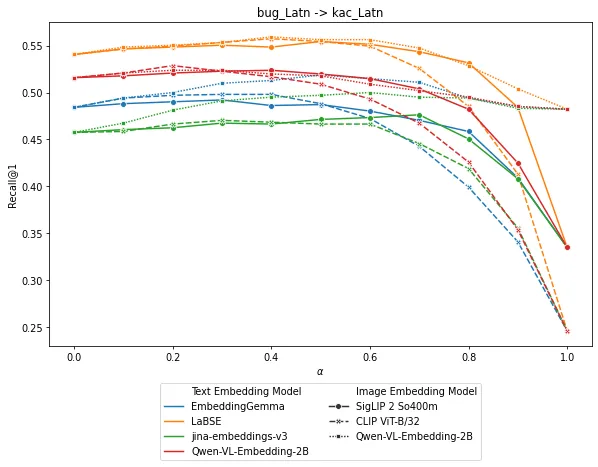 bug_Latn -> kac_Latn
Recall@1
0.55
0.50
0.45
0.40
0.35
0.30
0.25
0.0 0.2 0.4 0.6 0.8 1.0
α
Text Embedding Model
EmbeddingGemma
LaBSE
jina-embeddings-v3
Qwen-VL-Embedding-2B
Image Embedding Model
SigLIP 2 So400m
CLIP ViT-B/32
Qwen-VL-Embedding-2B